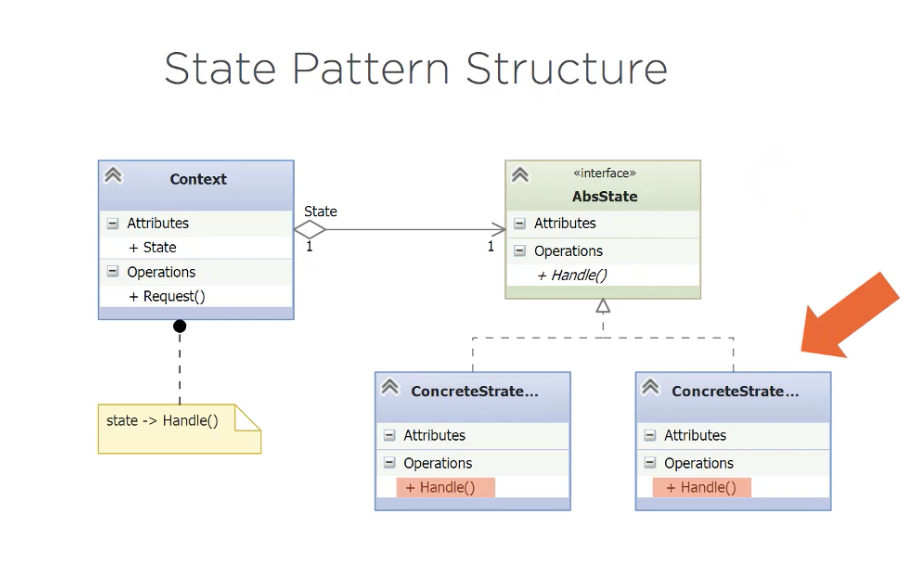 State Pattern Structure
Context
Attributes
+ State
Operations
+ Request()
State
1
1
«interface»
AbsState
Attributes
Operations
+ Handle()
state -> Handle()
ConcreteStrate...
Attributes
Operations
+ Handle()
ConcreteStrate...
Attributes
Operations
+ Handle()